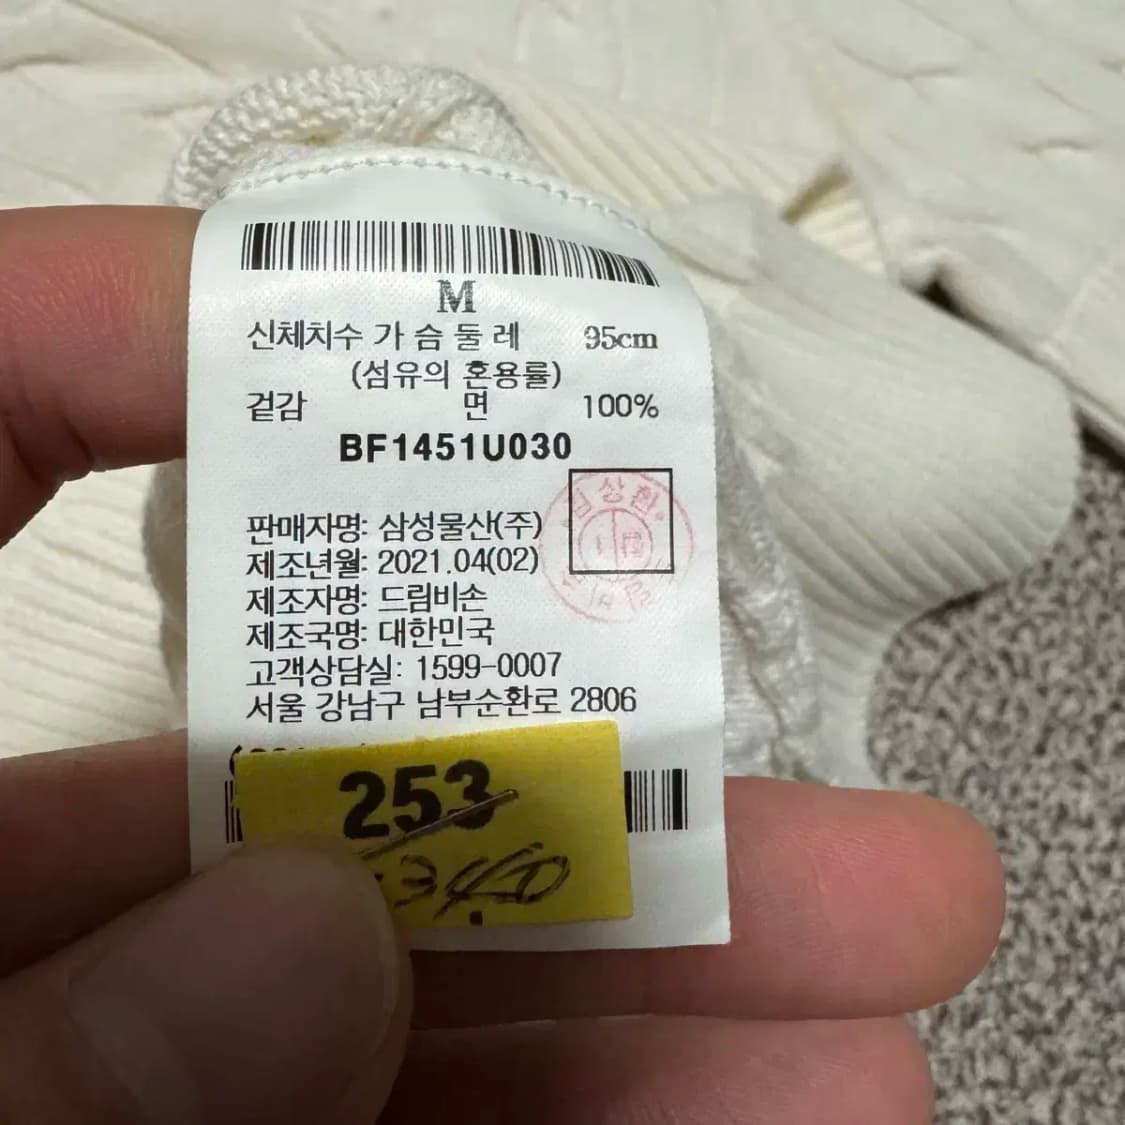 M
신체치수 가 슴 둘 레 95cm
(섬유의 혼용률)
겉감 면 100%
BF1451U030
판매자명: 삼성물산(주)
제조년월: 2021.04(02)
제조자명: 드림비손
제조국명: 대한민국
고객상담실: 1599-0007
서울 강남구 남부순환로 2806
253